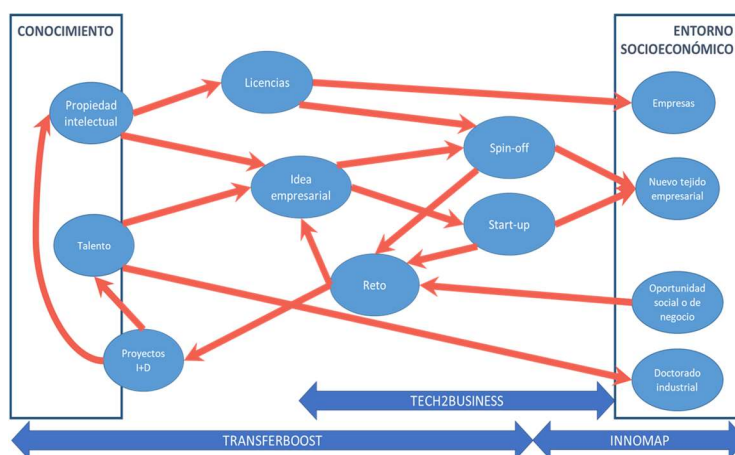 CONOCIMIENTO
ENTORNO
SOCIOECONÓMICO
Licencias
Propiedad
intelectual
Empresas
Spin-off
Idea
empresarial
Nuevo tejido
empresarial
Start-up
Talento
Reto
Oportunidad
social o de
negocio
Proyectos
I+D
Doctorado
industrial
TECH2BUSINESS
TRANSFERBOOST
INNOMAP